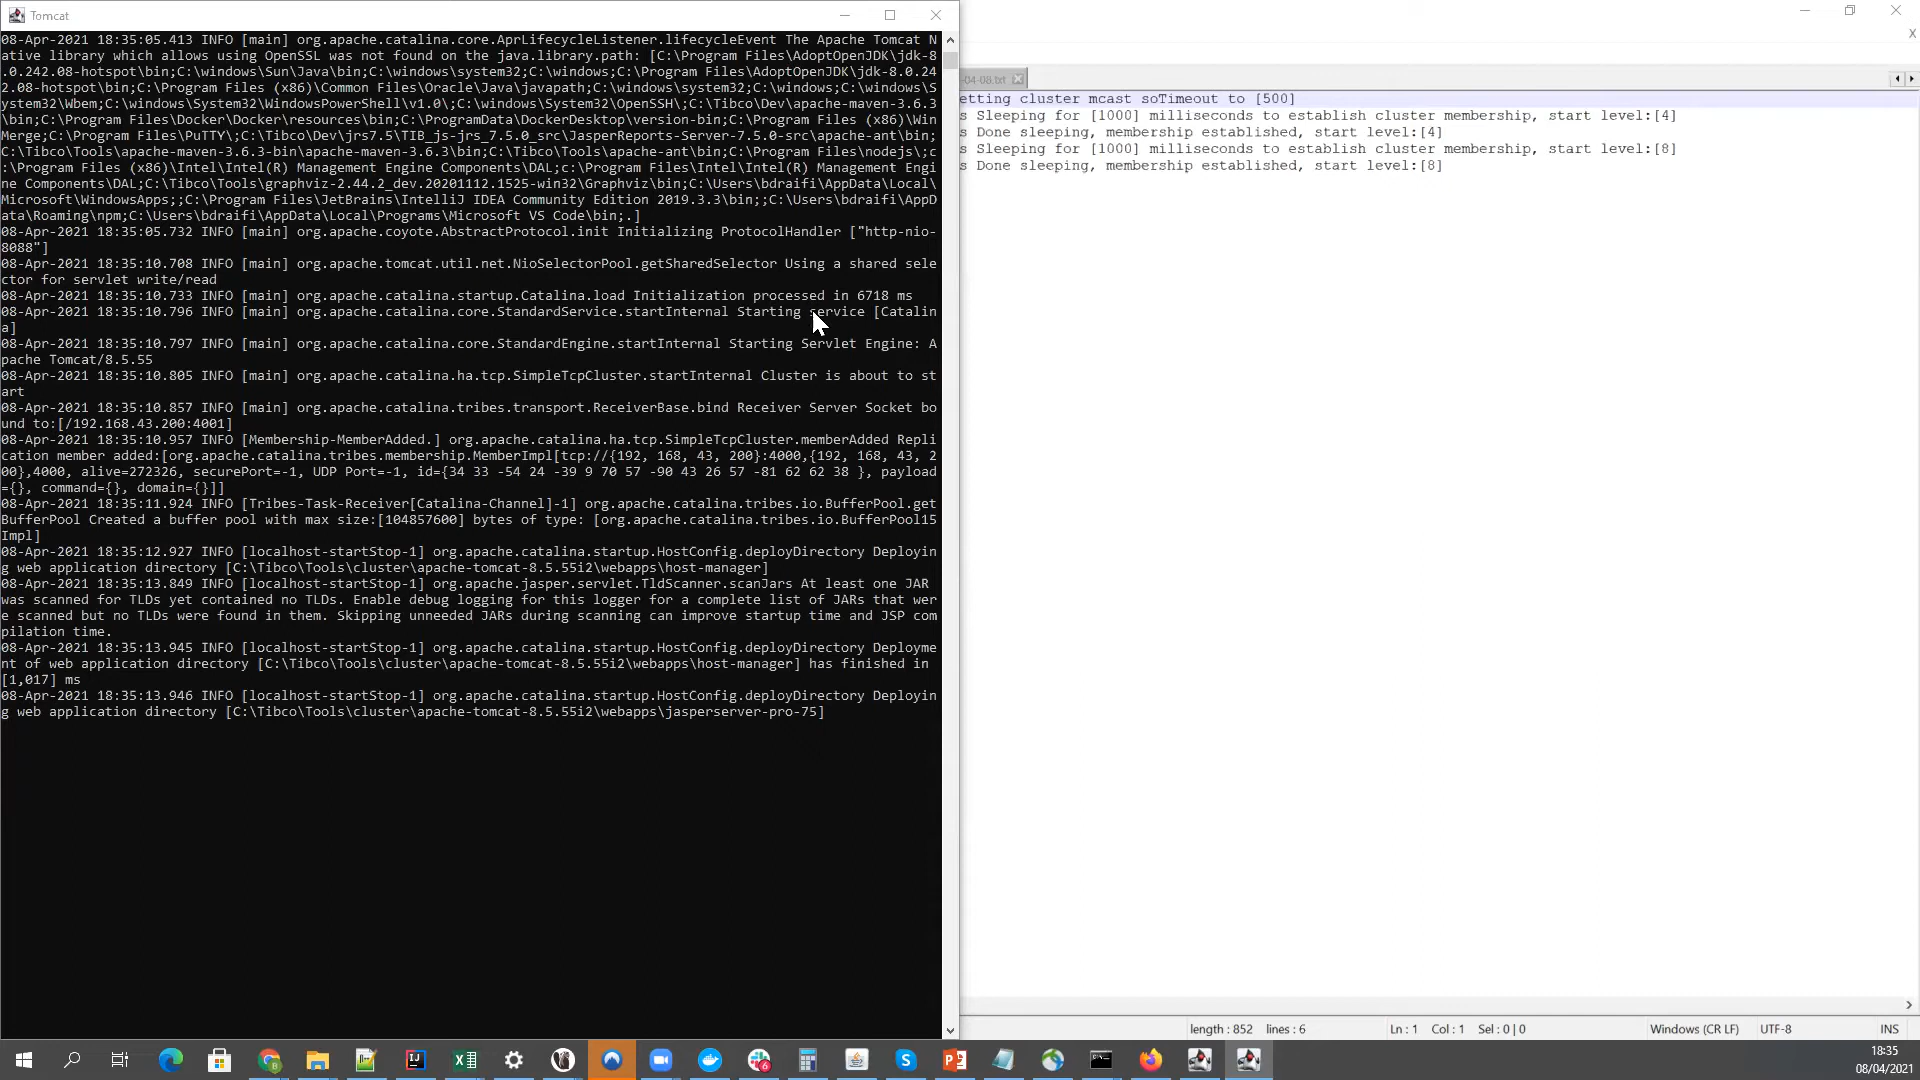 Tomcat
08-Apr-2021 18:35:05.413 INFO [main] org.apache.catalina.core.AprLifecycleListener.lifecycleEvent The Apache Tomcat N
ative library which allows using OpenSSL was not found on the java.library.path: [C:\Program Files\AdoptOpenJDK\jdk-8
.0.242.08-hotspot\bin;C:\windows\Sun\Java\bin;C:\windows\system32;C:\windows;C:\Program Files\AdoptOpenJDK\jdk-8.0.24
2.08-hotspot\bin;C:\Program Files (x86)\Common Files\Oracle\Java\javapath;C:\windows\system32;C:\windows;C:\windows\S
ystem32\Wbem;C:\windows\System32\WindowsPowerShell\v1.0\;C:\windows\System32\OpenSSH\;C:\Tibco\Dev\apache-maven-3.6.3
\bin;C:\Program Files\Docker\Docker\resources\bin;C:\ProgramData\DockerDesktop\version-bin;C:\Program Files (x86)\Win
Merge;C:\Program Files\PuTTY\;C:\Tibco\Dev\jrs7.5\TIB_js-jrs_7.5.0_src\JasperReports-Server-7.5.0-src\apache-ant\bin;
C:\Tibco\Tools\apache-maven-3.6.3-bin\apache-maven-3.6.3\bin;C:\Tibco\Tools\apache-ant\bin;C:\Program Files\nodejs\;c
:\Program Files (x86)\Intel\Intel(R) Management Engine Components\DAL;c:\Program Files\Intel\Intel(R) Management Engi
ne Components\DAL;C:\Tibco\Tools\graphviz-2.44.2_dev.20201112.1525-win32\Graphviz\bin;C:\Users\bdraifi\AppData\Local\
Microsoft\WindowsApps;;C:\Program Files\JetBrains\IntelliJ IDEA Community Edition 2019.3.3\bin;;C:\Users\bdraifi\AppD
ata\Roaming\npm;C:\Users\bdraifi\AppData\Local\Programs\Microsoft VS Code\bin;.]
08-Apr-2021 18:35:05.732 INFO [main] org.apache.coyote.AbstractProtocol.init Initializing ProtocolHandler ["http-nio-
8088"]
08-Apr-2021 18:35:10.708 INFO [main] org.apache.tomcat.util.net.NioSelectorPool.getSharedSelector Using a shared sele
ctor for servlet write/read
08-Apr-2021 18:35:10.733 INFO [main] org.apache.catalina.startup.Catalina.load Initialization processed in 6718 ms
08-Apr-2021 18:35:10.796 INFO [main] org.apache.catalina.core.StandardService.startInternal Starting service [Catalin
a]
08-Apr-2021 18:35:10.797 INFO [main] org.apache.catalina.core.StandardEngine.startInternal Starting Servlet Engine: A
pache Tomcat/8.5.55
08-Apr-2021 18:35:10.805 INFO [main] org.apache.catalina.ha.tcp.SimpleTcpCluster.startInternal Cluster is about to st
art
08-Apr-2021 18:35:10.857 INFO [main] org.apache.catalina.tribes.transport.ReceiverBase.bind Receiver Server Socket bo
und to:[/192.168.43.200:4001]
08-Apr-2021 18:35:10.957 INFO [Membership-MemberAdded.] org.apache.catalina.ha.tcp.SimpleTcpCluster.memberAdded Repli
cation member added:[org.apache.catalina.tribes.membership.MemberImpl[tcp://{192, 168, 43, 200}:4000,{192, 168, 43, 2
00},4000, alive=272326, securePort=-1, UDP Port=-1, id={34 33 -54 24 -39 9 70 57 -90 43 26 57 -81 62 62 38 }, payload
={}, command={}, domain={}]]
08-Apr-2021 18:35:11.924 INFO [Tribes-Task-Receiver[Catalina-Channel]-1] org.apache.catalina.tribes.io.BufferPool.get
BufferPool Created a buffer pool with max size:[104857600] bytes of type: [org.apache.catalina.tribes.io.BufferPool15
Impl]
08-Apr-2021 18:35:12.927 INFO [localhost-startStop-1] org.apache.catalina.startup.HostConfig.deployDirectory Deployin
g web application directory [C:\Tibco\Tools\cluster\apache-tomcat-8.5.55i2\webapps\host-manager]
08-Apr-2021 18:35:13.849 INFO [localhost-startStop-1] org.apache.jasper.servlet.TldScanner.scanJars At least one JAR
was scanned for TLDs yet contained no TLDs. Enable debug logging for this logger for a complete list of JARs that wer
e scanned but no TLDs were found in them. Skipping unneeded JARs during scanning can improve startup time and JSP com
pilation time.
08-Apr-2021 18:35:13.945 INFO [localhost-startStop-1] org.apache.catalina.startup.HostConfig.deployDirectory Deployme
nt of web application directory [C:\Tibco\Tools\cluster\apache-tomcat-8.5.55i2\webapps\host-manager] has finished in
[1,017] ms
08-Apr-2021 18:35:13.946 INFO [localhost-startStop-1] org.apache.catalina.startup.HostConfig.deployDirectory Deployin
g web application directory [C:\Tibco\Tools\cluster\apache-tomcat-8.5.55i2\webapps\jasperserver-pro-75]
-04-08.txt
etting cluster mcast soTimeout to [500]
s Sleeping for [1000] milliseconds to establish cluster membership, start level:[4]
s Done sleeping, membership established, start level:[4]
s Sleeping for [1000] milliseconds to establish cluster membership, start level:[8]
s Done sleeping, membership established, start level:[8]
length : 852 lines : 6 Ln : 1 Col : 1 Sel : 0 | 0 Windows (CR LF) UTF-8 INS
18:35
08/04/2021